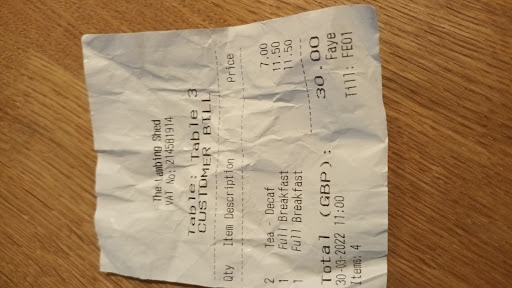 The Lambing Shed
VAT No: 214581914
Table: Table 3
CUSTOMER BILL
Qty Item Description Price
2 Tea - Decaf 7.00
1 Full Breakfast 11.50
1 Full Breakfast 11.50
Total (GBP): 30.00
30-03-2022 11:00 Faye
Items: 4 Till: FE01